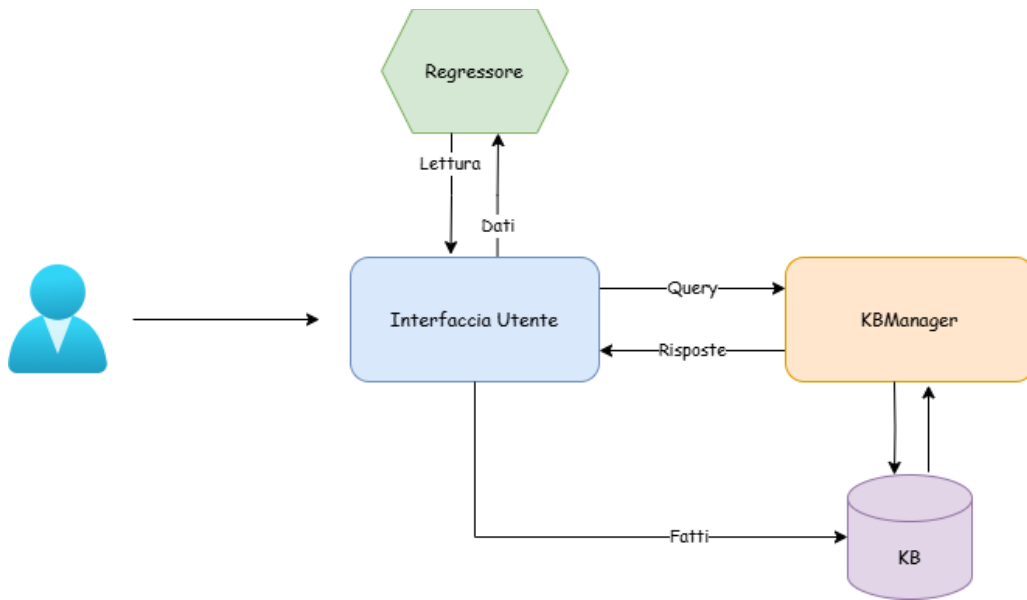 Regressore
Lettura
Dati
Interfaccia Utente
Query
KBManager
Risposte
Fatti
KB